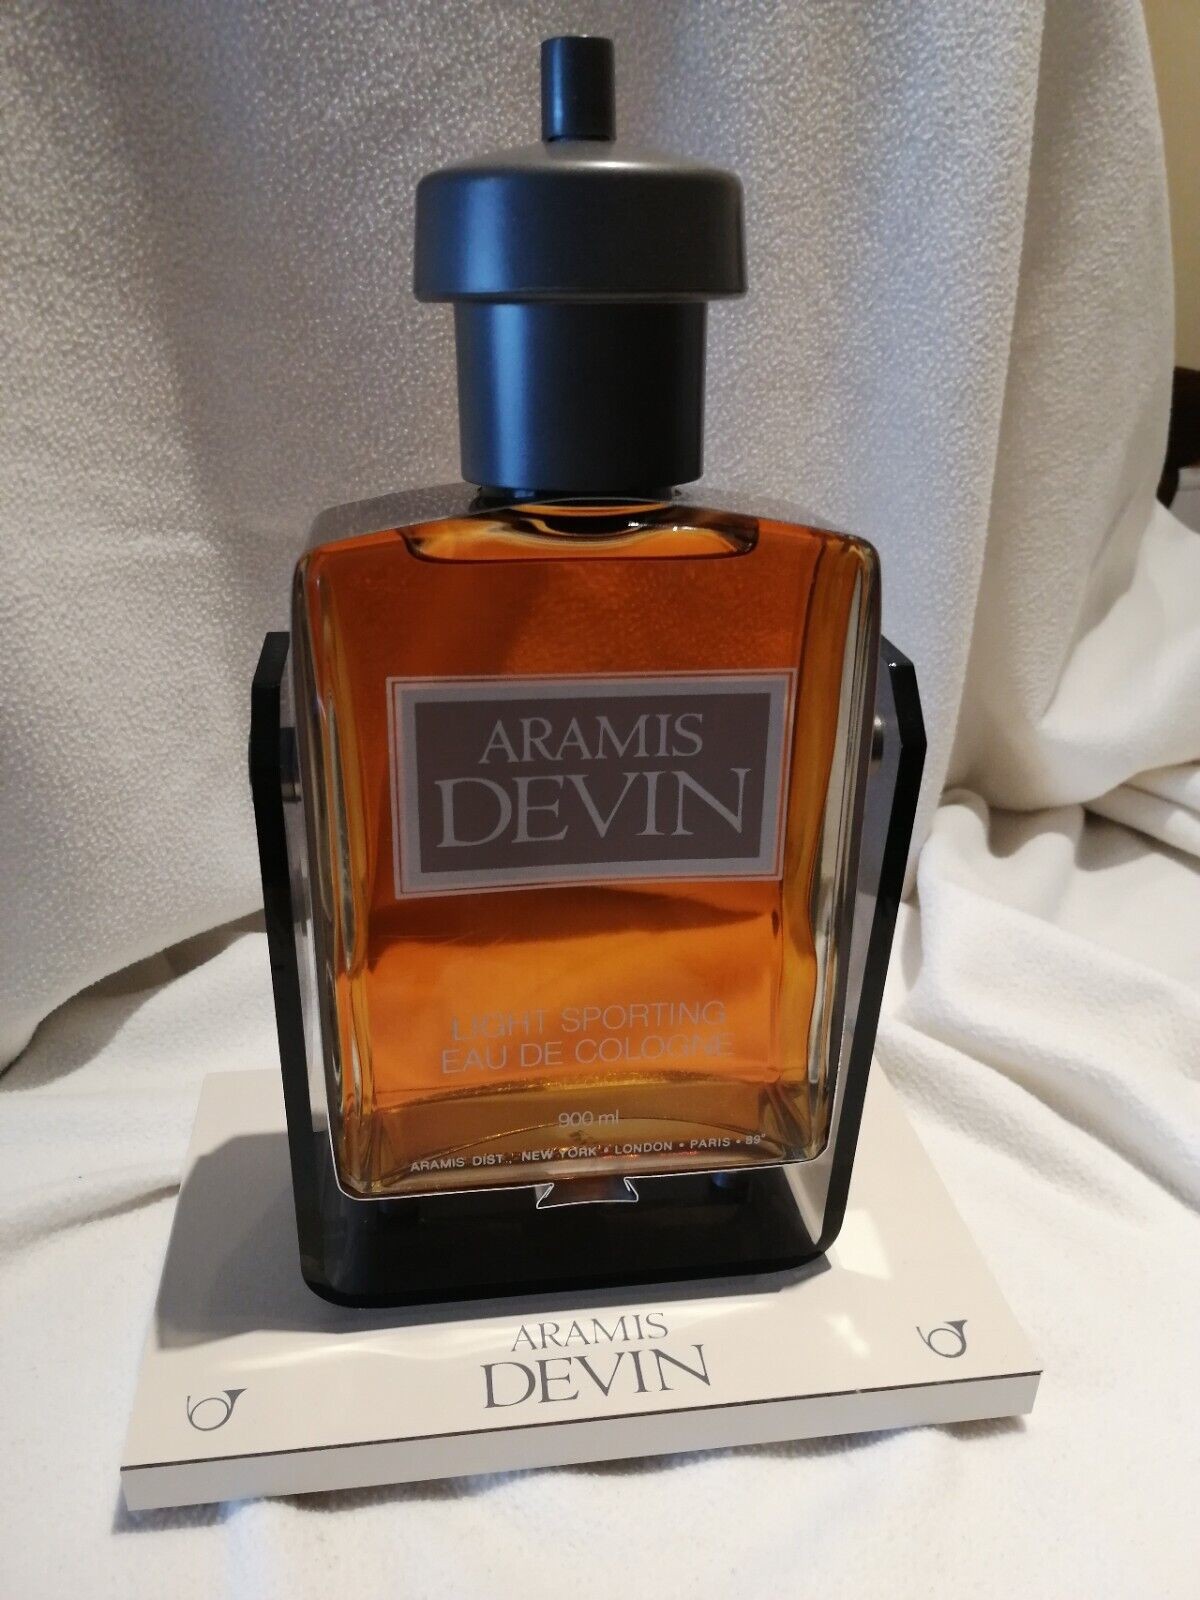 ARAMIS
DEVIN
LIGHT SPORTING
EAU DE COLOGNE
900 ml
ARAMIS DIST., NEW YORK • LONDON • PARIS • 89°
ARAMIS
DEVIN